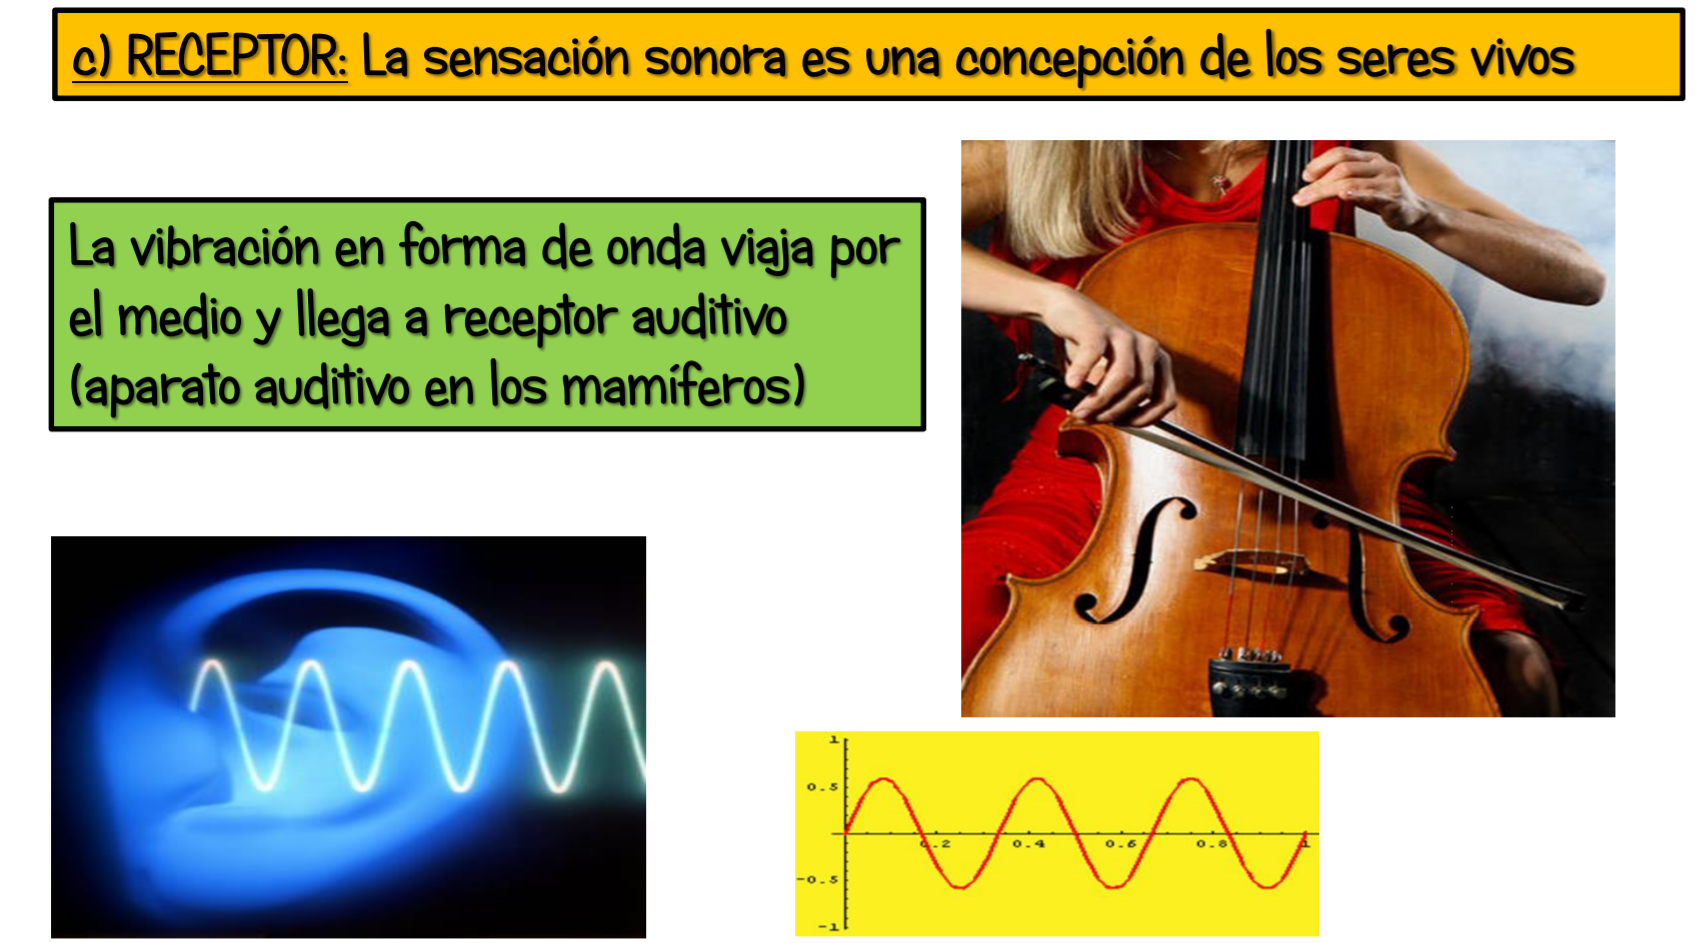 c) RECEPTOR: La sensación sonora es una concepción de los seres vivos
La vibración en forma de onda viaja por
el medio y llega a receptor auditivo
(aparato auditivo en los mamíferos)
1
0.5
0.2 0.4 0.6 0.8 1
-0.5
-1